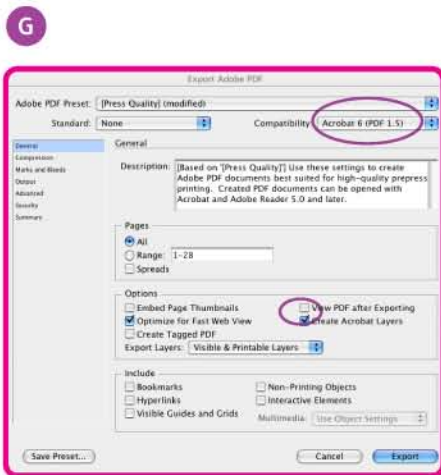 G
Export Adobe PDF
Adobe PDF Preset: [Press Quality] (modified)
Standard: None Compatibility: Acrobat 6 (PDF 1.5)
General
Compression
Marks and Bleeds
Output
Advanced
Security
Summary
General
Description: [Based on '[Press Quality]'] Use these settings to create
Adobe PDF documents best suited for high-quality prepress
printing. Created PDF documents can be opened with
Acrobat and Adobe Reader 5.0 and later.
Pages
All
Range: 1-28
Spreads
Options
Embed Page Thumbnails View PDF after Exporting
Optimize for Fast Web View Create Acrobat Layers
Create Tagged PDF
Export Layers: Visible & Printable Layers
Include
Bookmarks Non-Printing Objects
Hyperlinks Interactive Elements
Visible Guides and Grids Multimedia: Use Object Settings
Save Preset... Cancel Export